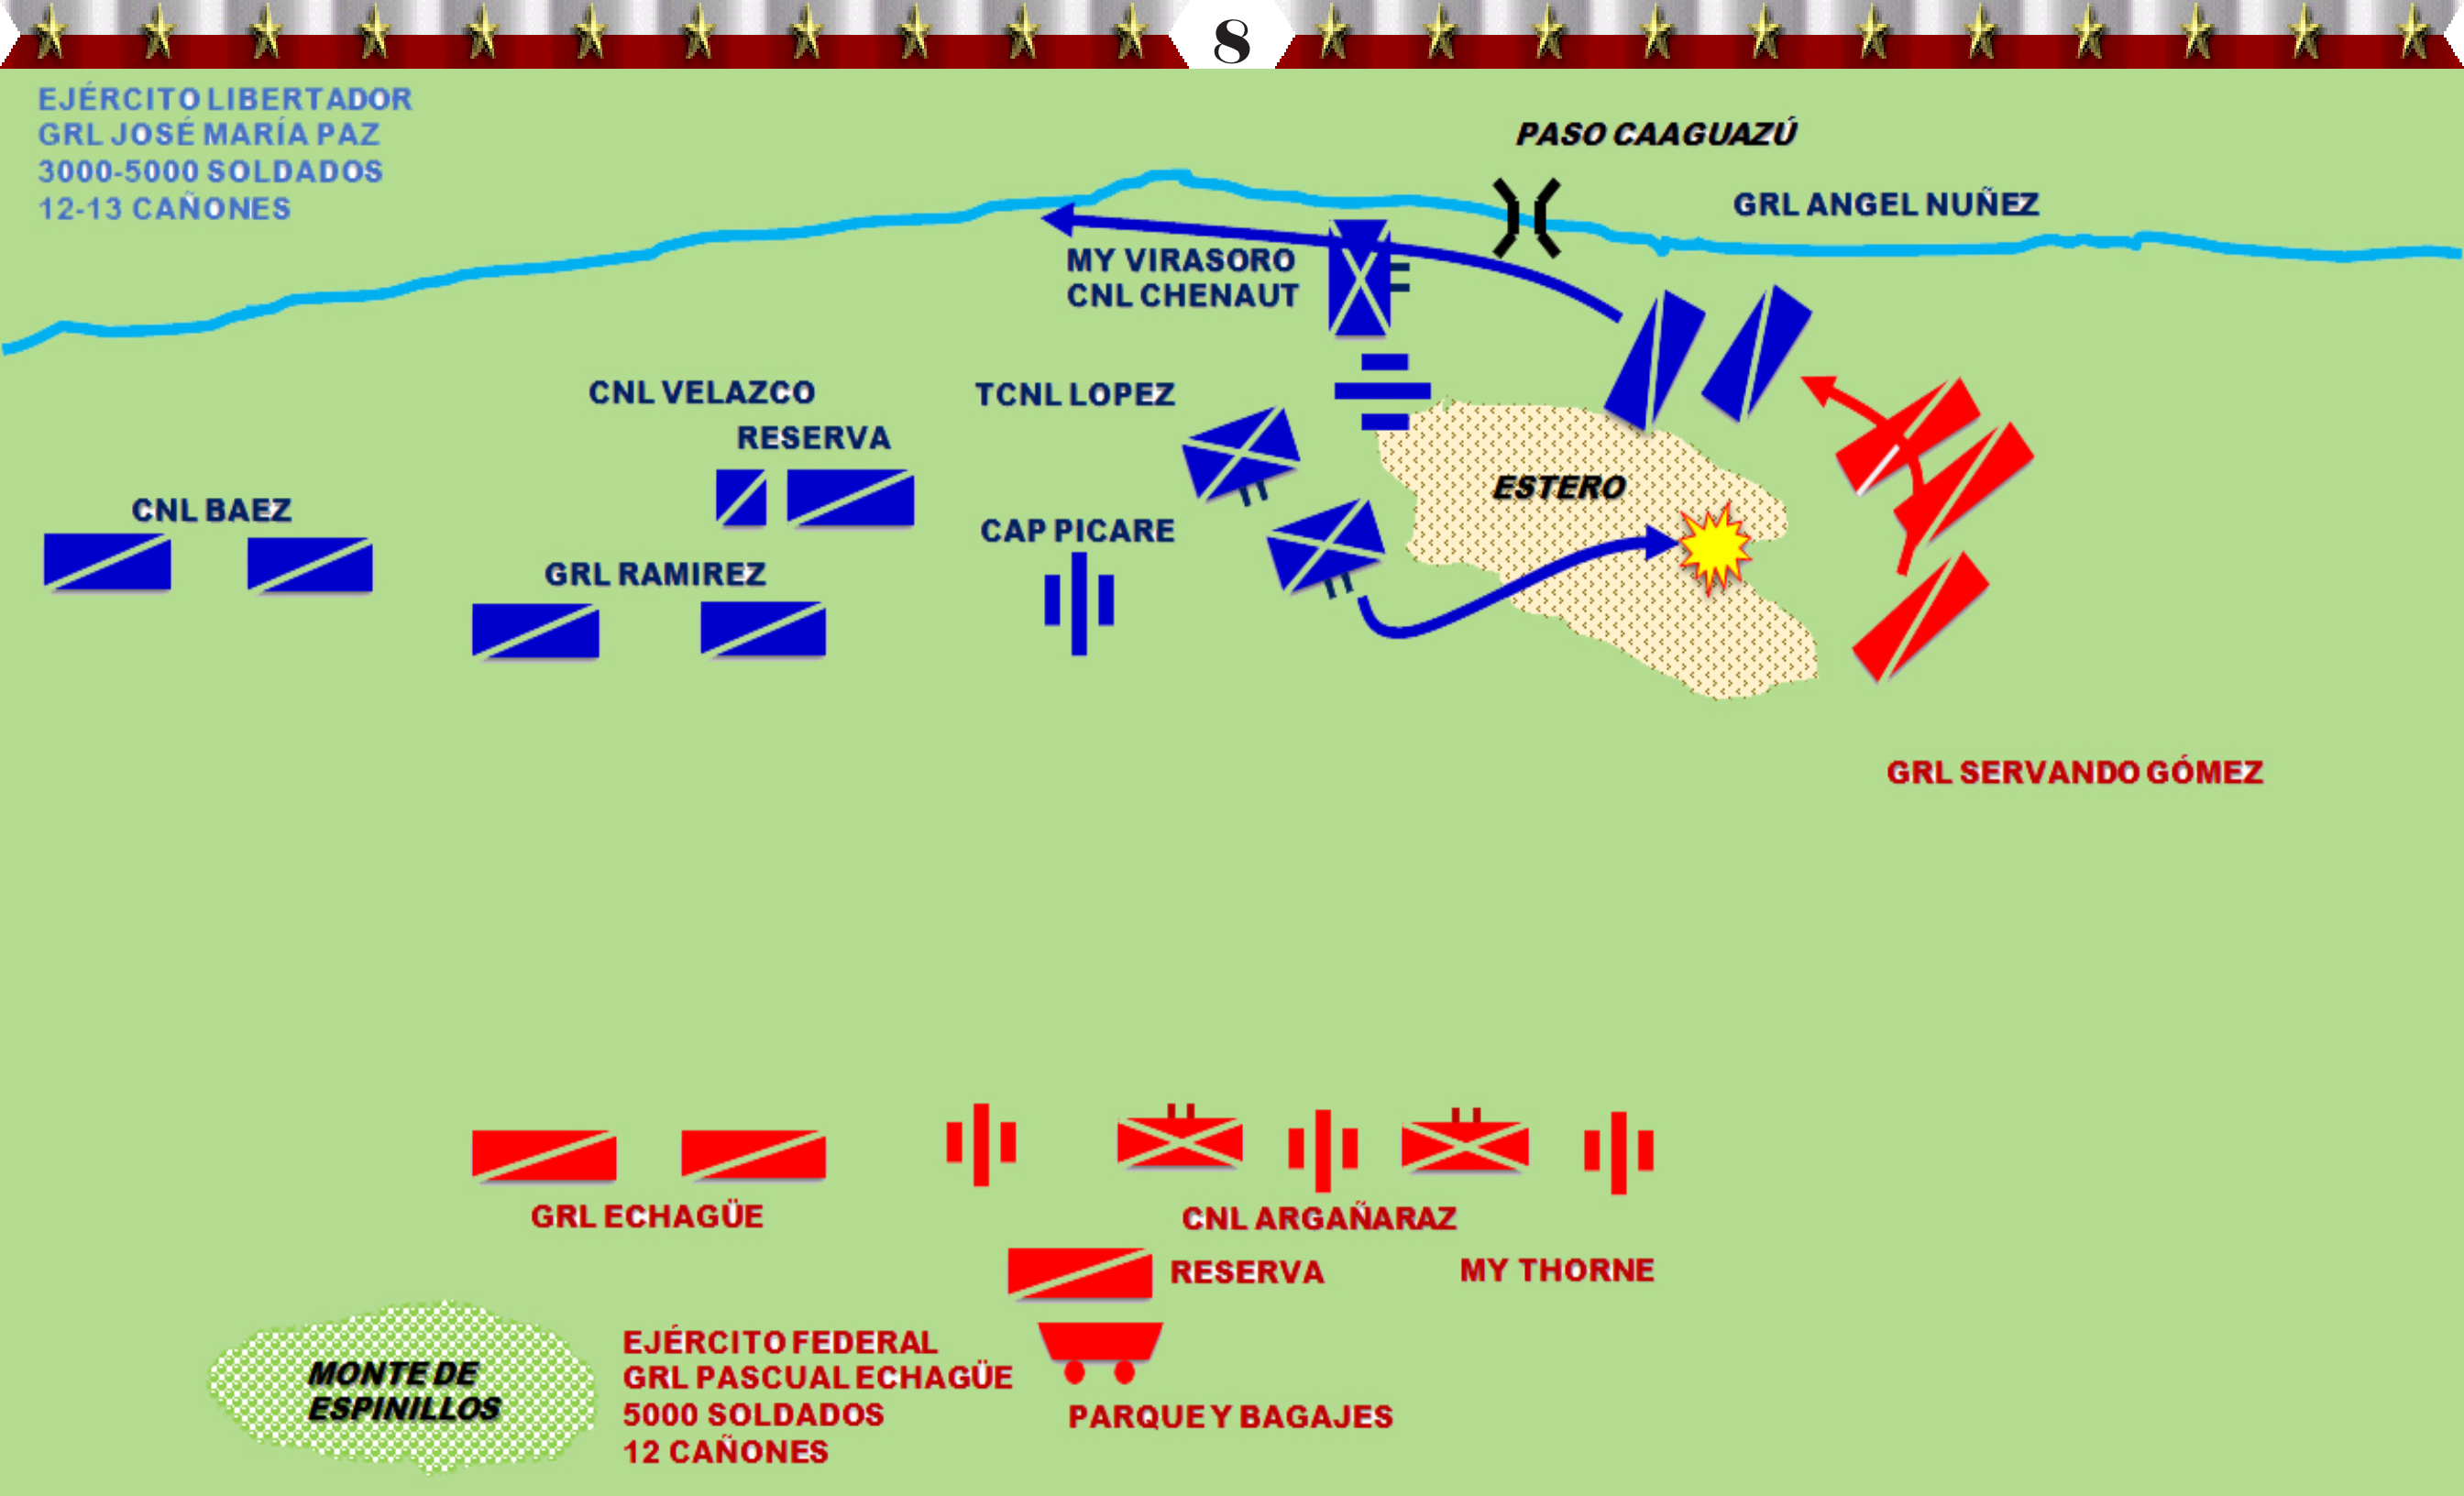 8
EJÉRCITO LIBERTADOR
GRL JOSÉ MARÍA PAZ
3000-5000 SOLDADOS
12-13 CAÑONES
PASO CAAGUAZÚ
GRL ANGEL NUÑEZ
MY VIRASORO
CNL CHENAUT
CNL VELAZCO
RESERVA
TCNL LOPEZ
ESTERO
CNL BAEZ
CAP PICARE
GRL RAMIREZ
GRL SERVANDO GÓMEZ
GRL ECHAGÜE
CNL ARGAÑARAZ
RESERVA
MY THORNE
MONTE DE
ESPINILLOS
EJÉRCITO FEDERAL
GRL PASCUAL ECHAGÜE
5000 SOLDADOS
12 CAÑONES
PARQUE Y BAGAJES